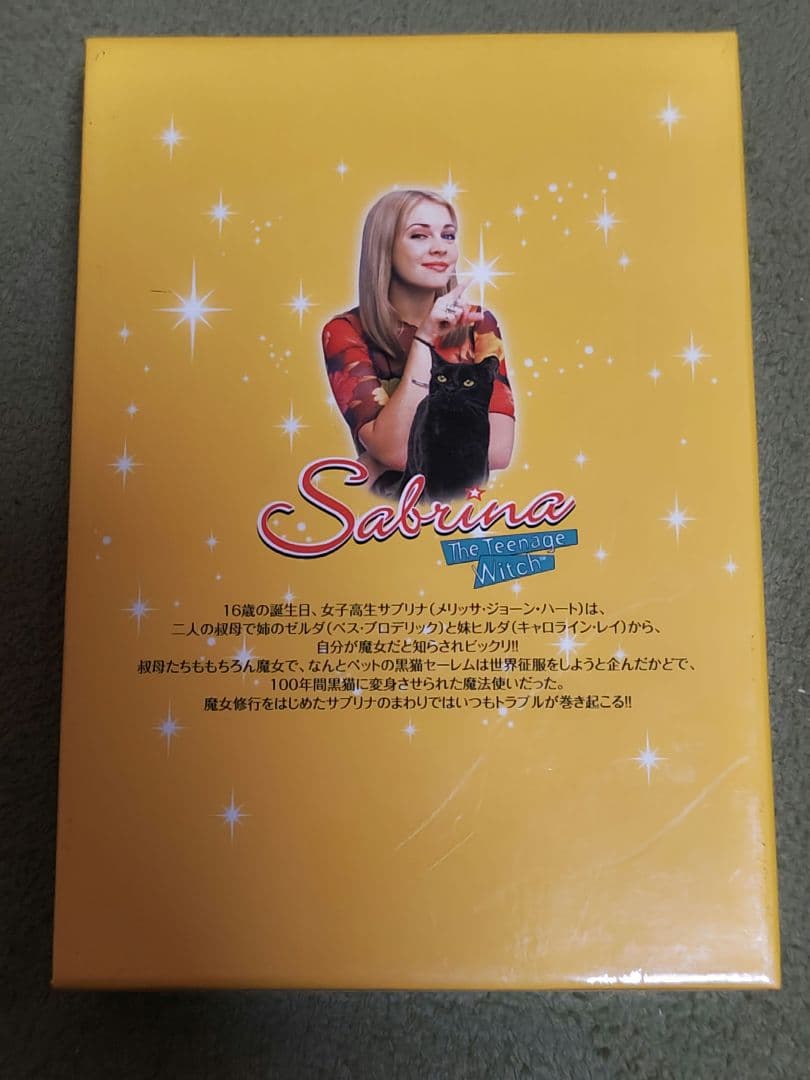 Sabrina
The Teenage
Witch™
16歳の誕生日、女子高生サブリナ(メリッサ・ジョーン・ハート)は、
二人の叔母で姉のゼルダ(ベス・ブロデリック)と妹ヒルダ(キャロライン・レイ)から、
自分が魔女だと知らされビックリ!!
叔母たちももちろん魔女で、なんとペットの黒猫セーレムは世界征服をしようと企んだかどで、
100年間黒猫に変身させられた魔法使いだった。
魔女修行をはじめたサブリナのまわりではいつもトラブルが巻き起こる!!